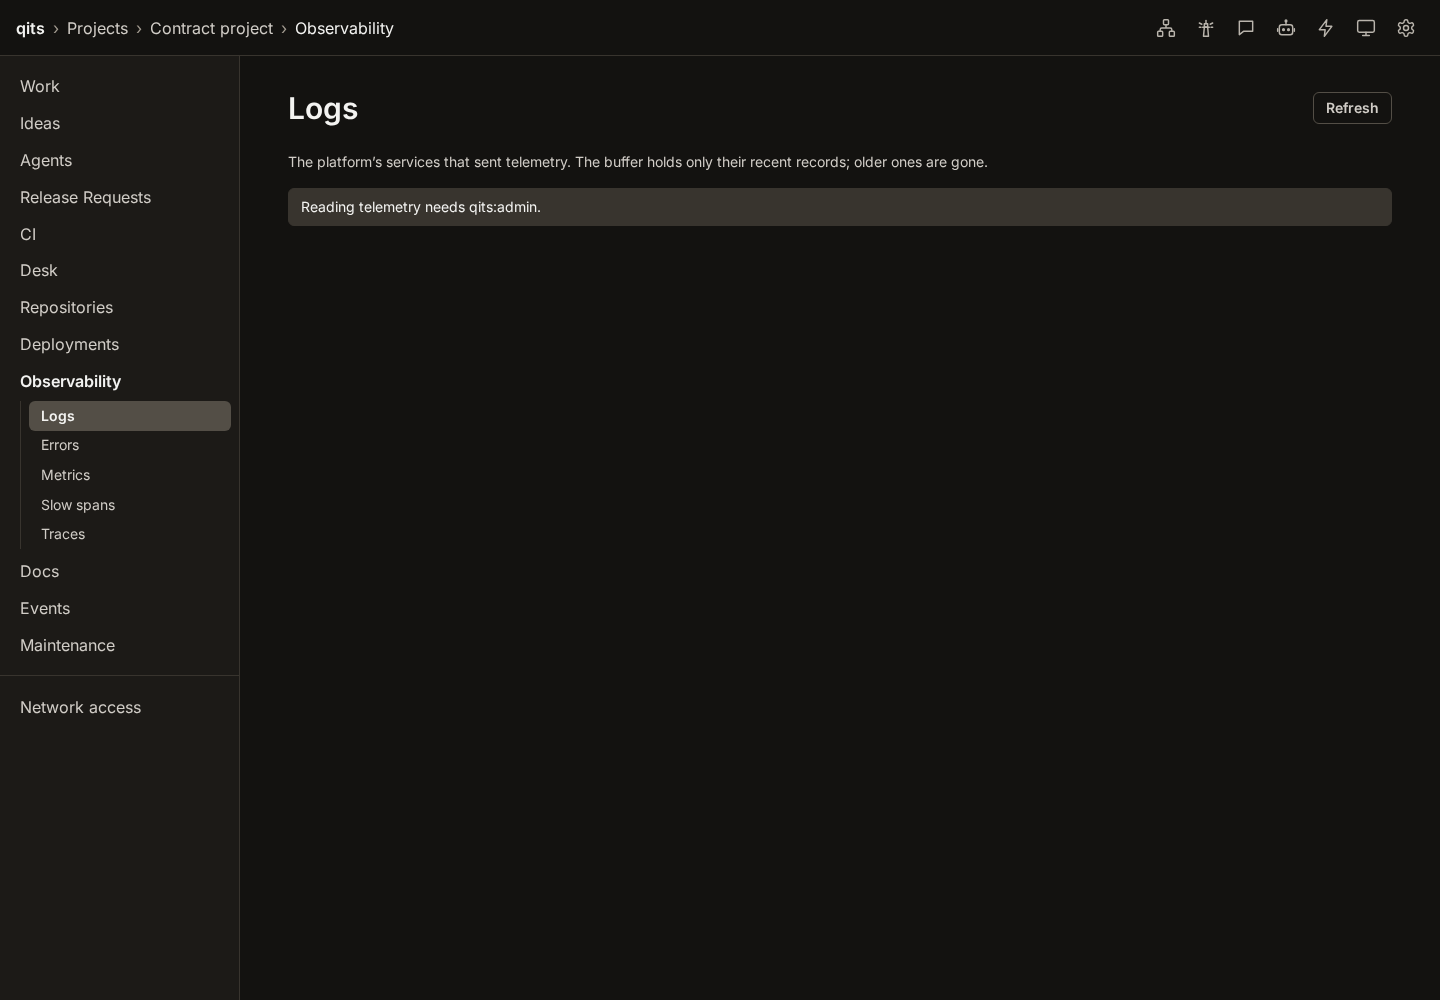 qits › Projects › Contract project › Observability
Work
Ideas
Agents
Release Requests
CI
Desk
Repositories
Deployments
Observability
Logs
Errors
Metrics
Slow spans
Traces
Docs
Events
Maintenance
Network access
Logs
Refresh
The platform’s services that sent telemetry. The buffer holds only their recent records; older ones are gone.
Reading telemetry needs qits:admin.